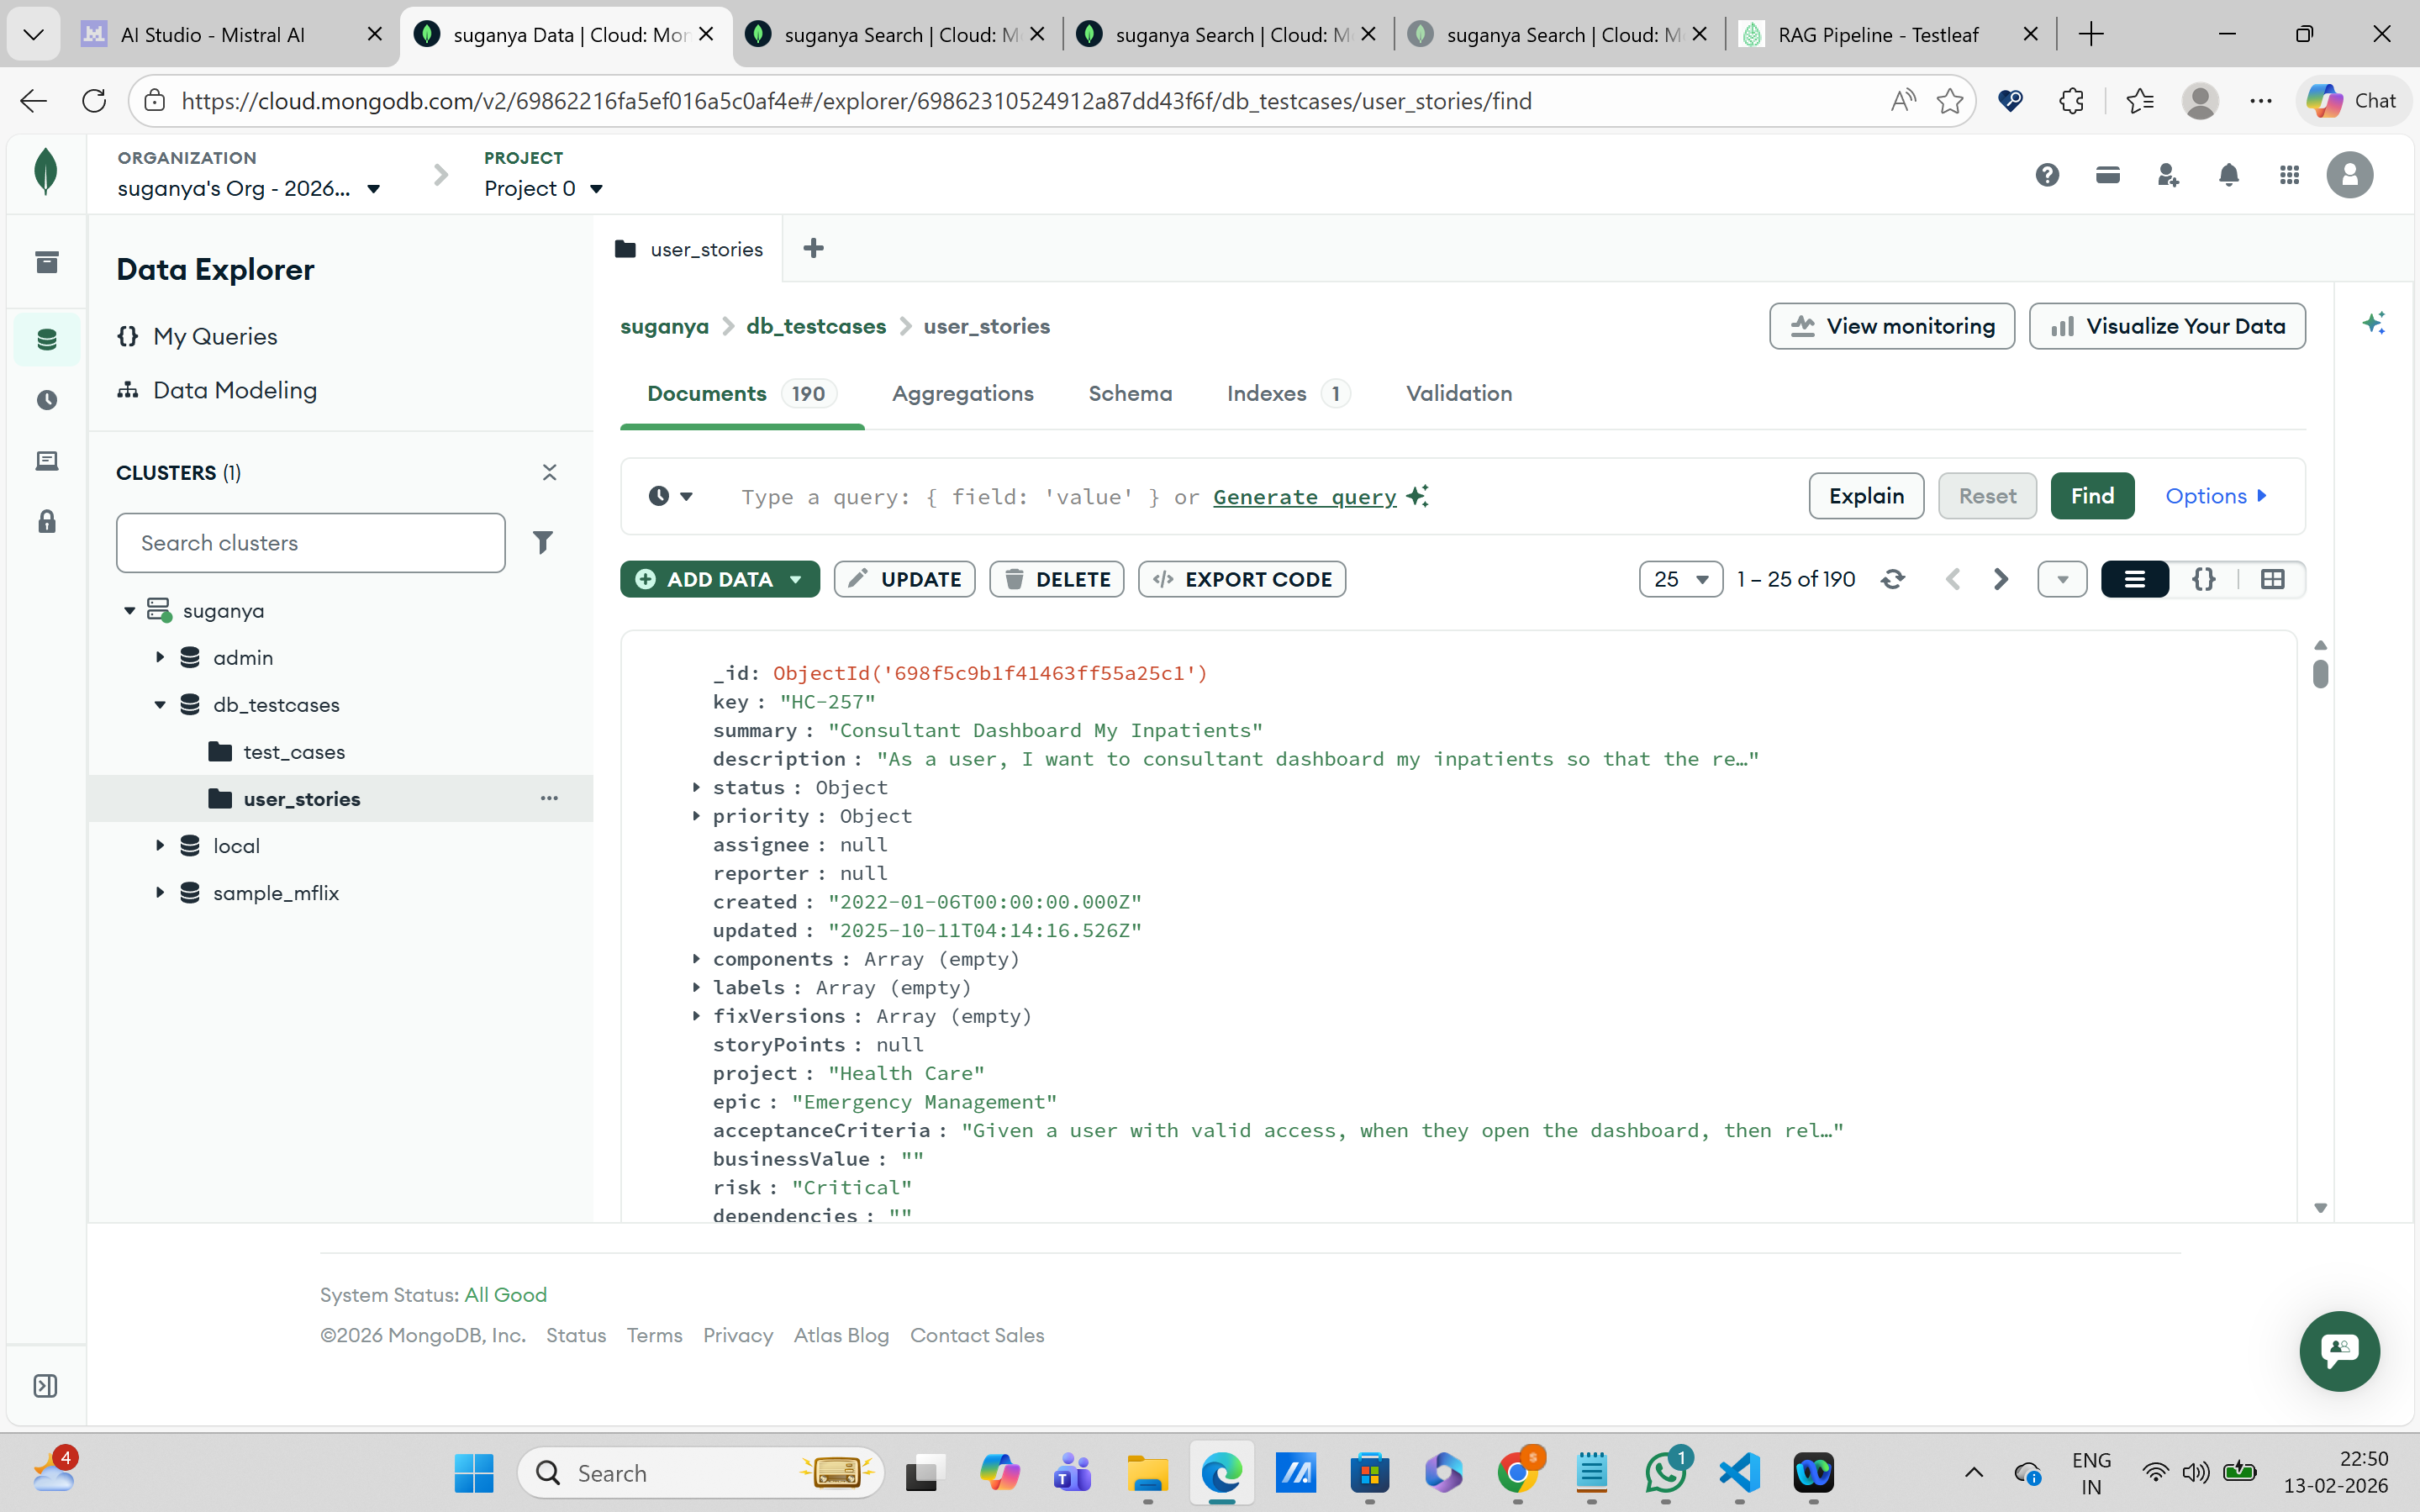 AI Studio - Mistral AI
suganya Data | Cloud: Mon
suganya Search | Cloud: M
suganya Search | Cloud: M
suganya Search | Cloud: M
RAG Pipeline - Testleaf
https://cloud.mongodb.com/v2/69862216fa5ef016a5c0af4e#/explorer/69862310524912a87dd43f6f/db_testcases/user_stories/find
Chat
ORGANIZATION
suganya's Org - 2026...
PROJECT
Project 0
Data Explorer
My Queries
Data Modeling
CLUSTERS (1)
Search clusters
suganya
admin
db_testcases
test_cases
user_stories
local
sample_mflix
user_stories
suganya > db_testcases > user_stories
View monitoring
Visualize Your Data
Documents 190
Aggregations
Schema
Indexes 1
Validation
Type a query: { field: 'value' } or Generate query
Explain
Reset
Find
Options
ADD DATA
UPDATE
DELETE
EXPORT CODE
25
1 – 25 of 190
_id: ObjectId('698f5c9b1f41463ff55a25c1')
key : "HC-257"
summary : "Consultant Dashboard My Inpatients"
description : "As a user, I want to consultant dashboard my inpatients so that the re…"
status : Object
priority : Object
assignee : null
reporter : null
created : "2022-01-06T00:00:00.000Z"
updated : "2025-10-11T04:14:16.526Z"
components : Array (empty)
labels : Array (empty)
fixVersions : Array (empty)
storyPoints : null
project : "Health Care"
epic : "Emergency Management"
acceptanceCriteria : "Given a user with valid access, when they open the dashboard, then rel…"
businessValue : ""
risk : "Critical"
dependencies : ""
System Status: All Good
©2026 MongoDB, Inc. Status Terms Privacy Atlas Blog Contact Sales
4
Search
1
ENG
IN
22:50
13-02-2026